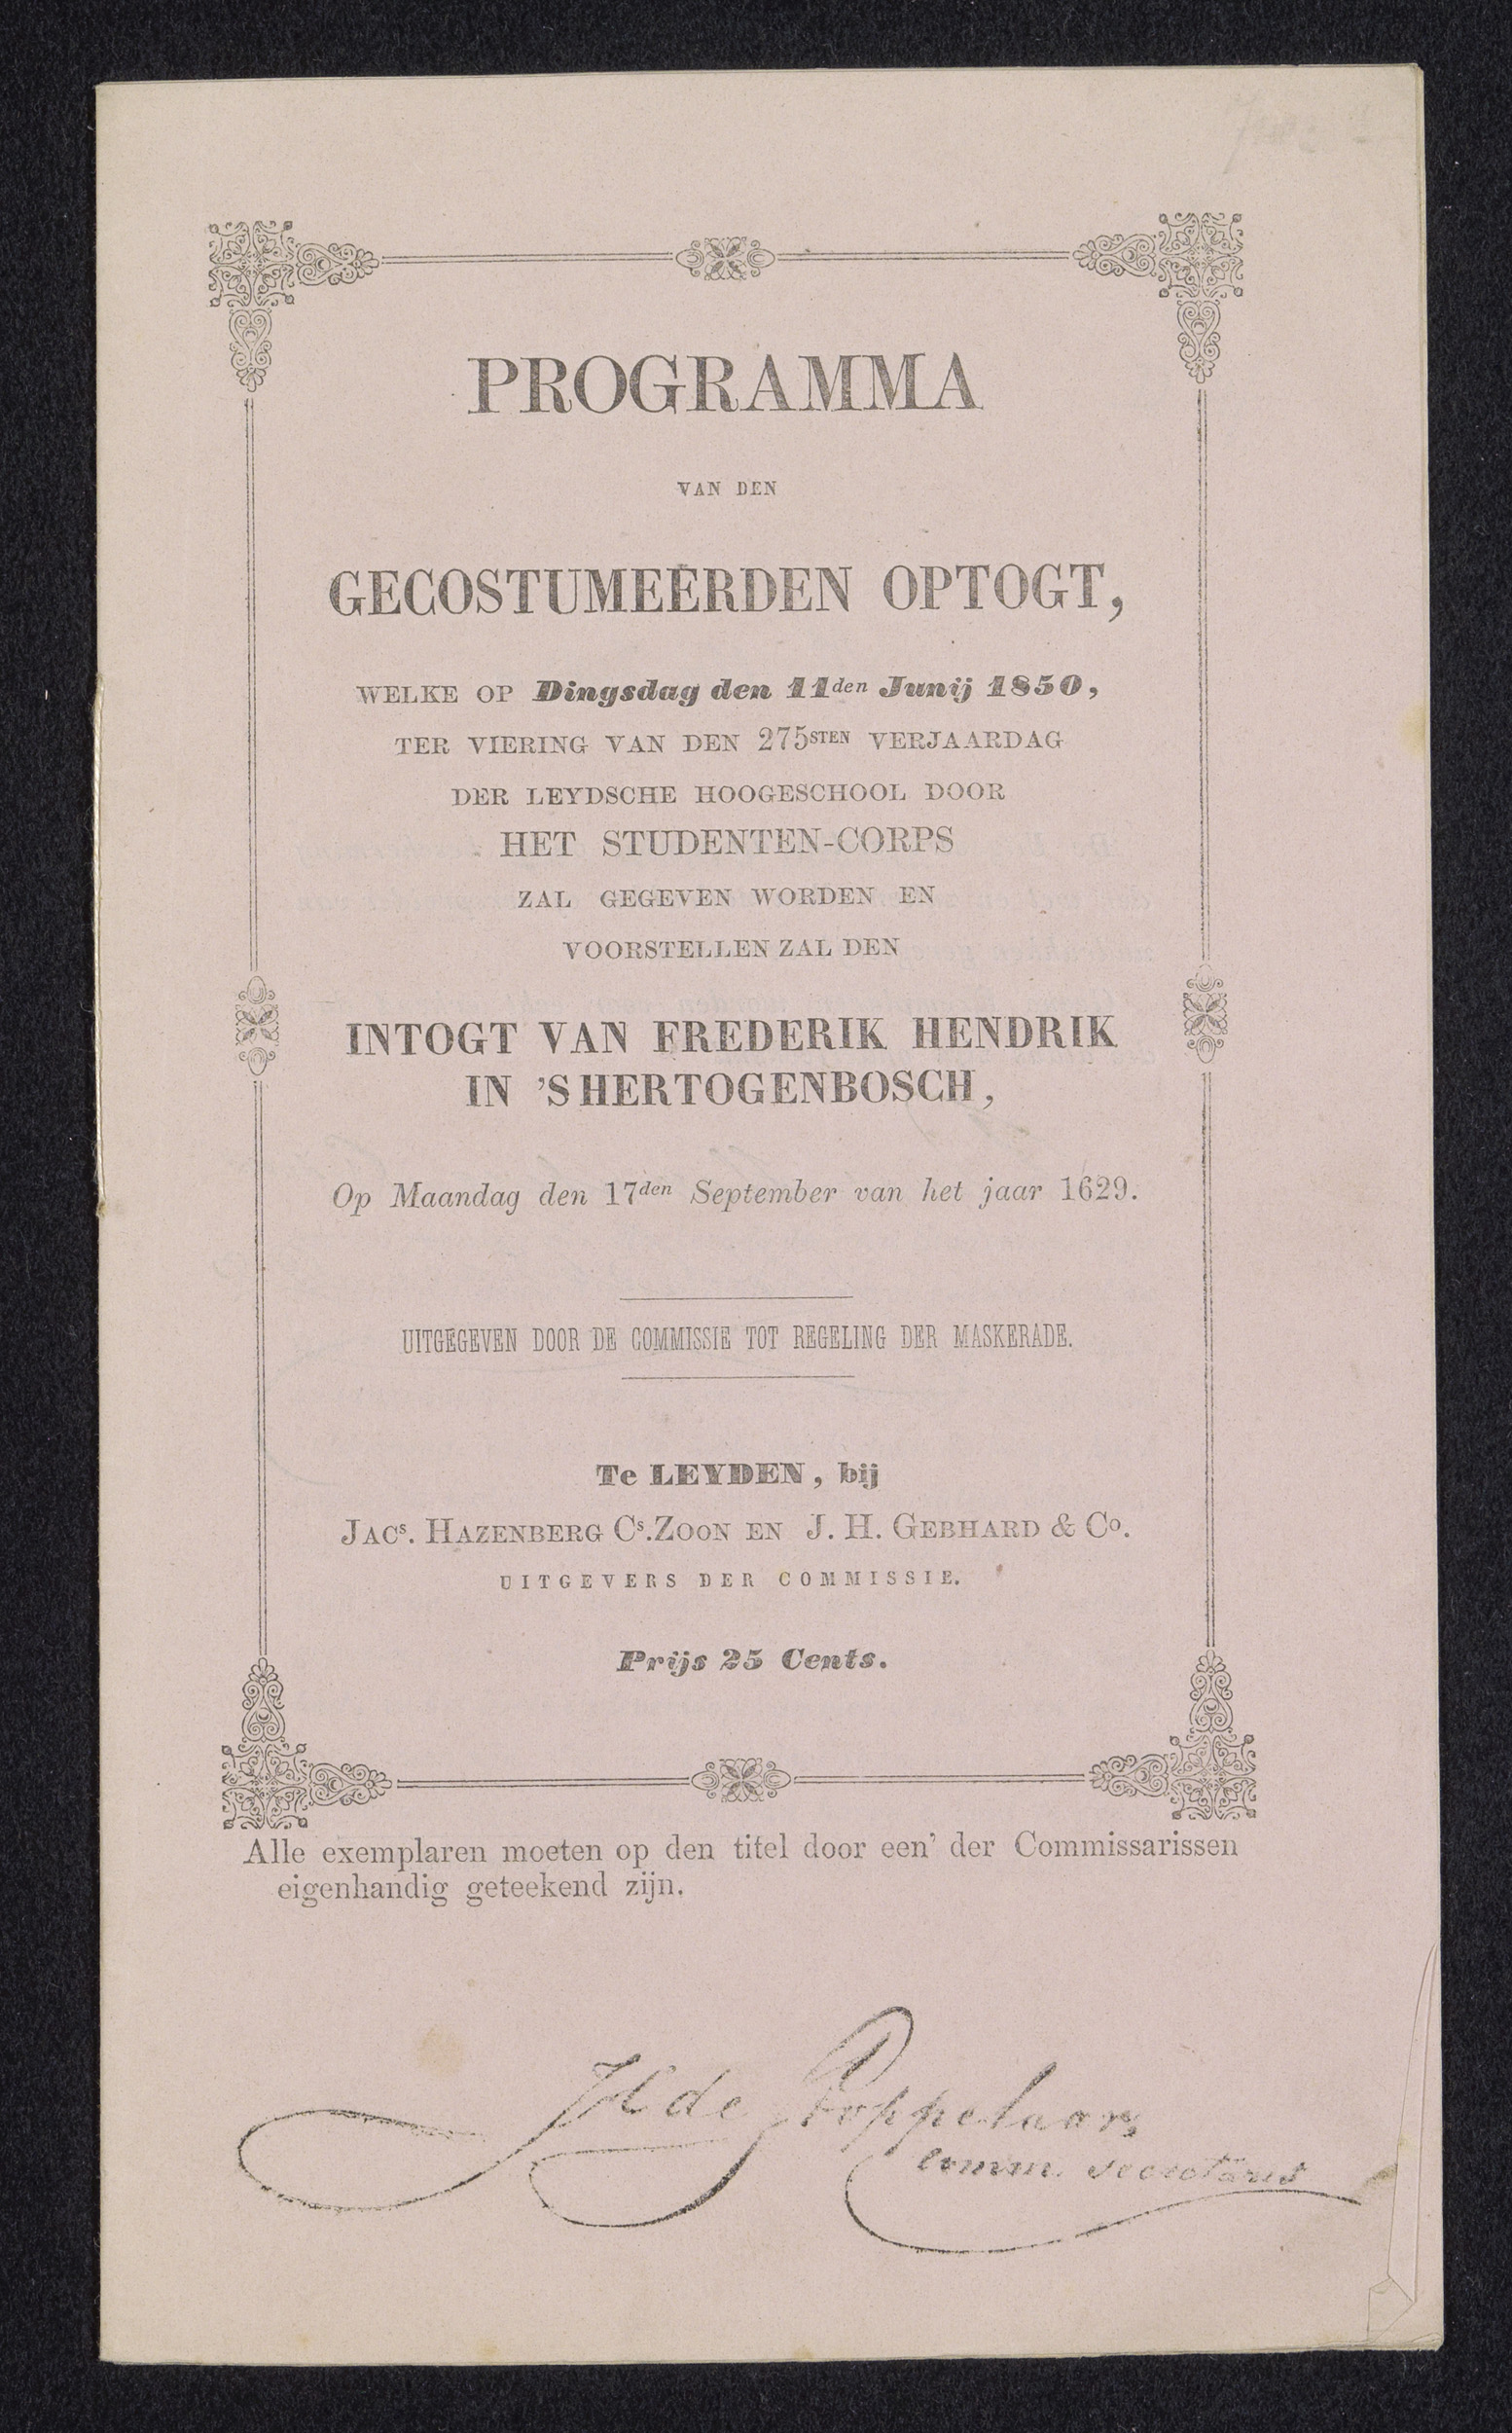 PROGRAMMA
VAN DEN
GECOSTUMEERDEN OPTOGT,
WELKE OP Dingsdag den 11den Junij 1850,
TER VIERING VAN DEN 275STEN VERJAARDAG
DER LEYDSCHE HOOGESCHOOL DOOR
HET STUDENTEN-CORPS
ZAL GEGEVEN WORDEN EN
VOORSTELLEN ZAL DEN
INTOGT VAN FREDERIK HENDRIK
IN 'SHERTOGENBOSCH,
Op Maandag den 17den September van het jaar 1629.
UITGEGEVEN DOOR DE COMMISSIE TOT REGELING DER MASKERADE.
Te LEYDEN, bij
JACs. HAZENBERG Cs.ZOON EN J. H. GEBHARD & Co.
UITGEVERS DER COMMISSIE.
Prijs 25 Cents.
Alle exemplaren moeten op den titel door een' der Commissarissen
eigenhandig geteekend zijn.
de Poppelaars
Comm. Secretaris